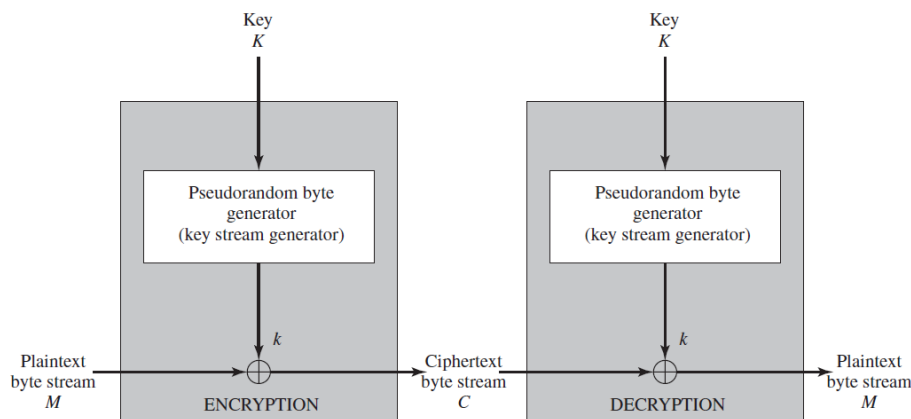 Key
K
Key
K
Pseudorandom byte
generator
(key stream generator)
Pseudorandom byte
generator
(key stream generator)
k
k
Plaintext
byte stream
M
Ciphertext
byte stream
C
Plaintext
byte stream
M
ENCRYPTION
DECRYPTION